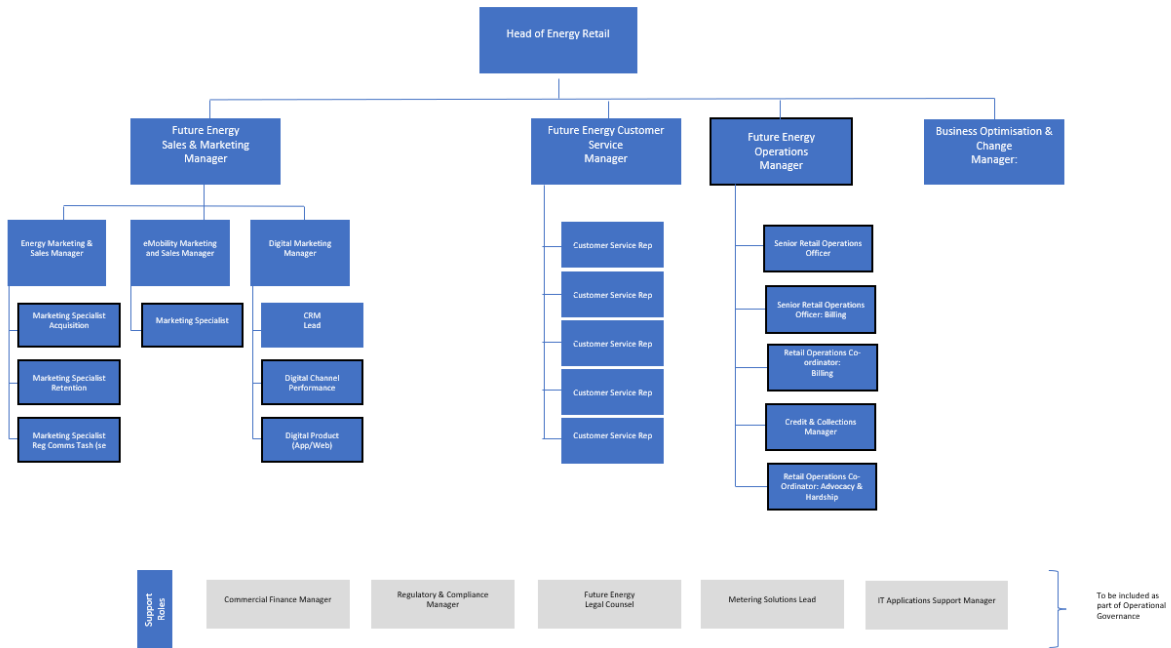 Head of Energy Retail
Future Energy
Sales & Marketing
Manager
Future Energy Customer
Service
Manager
Future Energy
Operations
Manager
Business Optimisation &
Change
Manager:
Energy Marketing &
Sales Manager
eMobility Marketing
and Sales Manager
Digital Marketing
Manager
Marketing Specialist
Acquisition
Marketing Specialist
Retention
Marketing Specialist
Reg Comms Tash (se
Marketing Specialist
CRM
Lead
Digital Channel
Performance
Digital Product
(App/Web)
Customer Service Rep
Customer Service Rep
Customer Service Rep
Customer Service Rep
Customer Service Rep
Senior Retail Operations
Officer
Senior Retail Operations
Officer: Billing
Retail Operations Co-
ordinator:
Billing
Credit & Collections
Manager
Retail Operations Co-
Ordinator: Advocacy &
Hardship
Support
Roles
Commercial Finance Manager
Regulatory & Compliance
Manager
Future Energy
Legal Counsel
Metering Solutions Lead
IT Applications Support Manager
To be included as
part of Operational
Governance